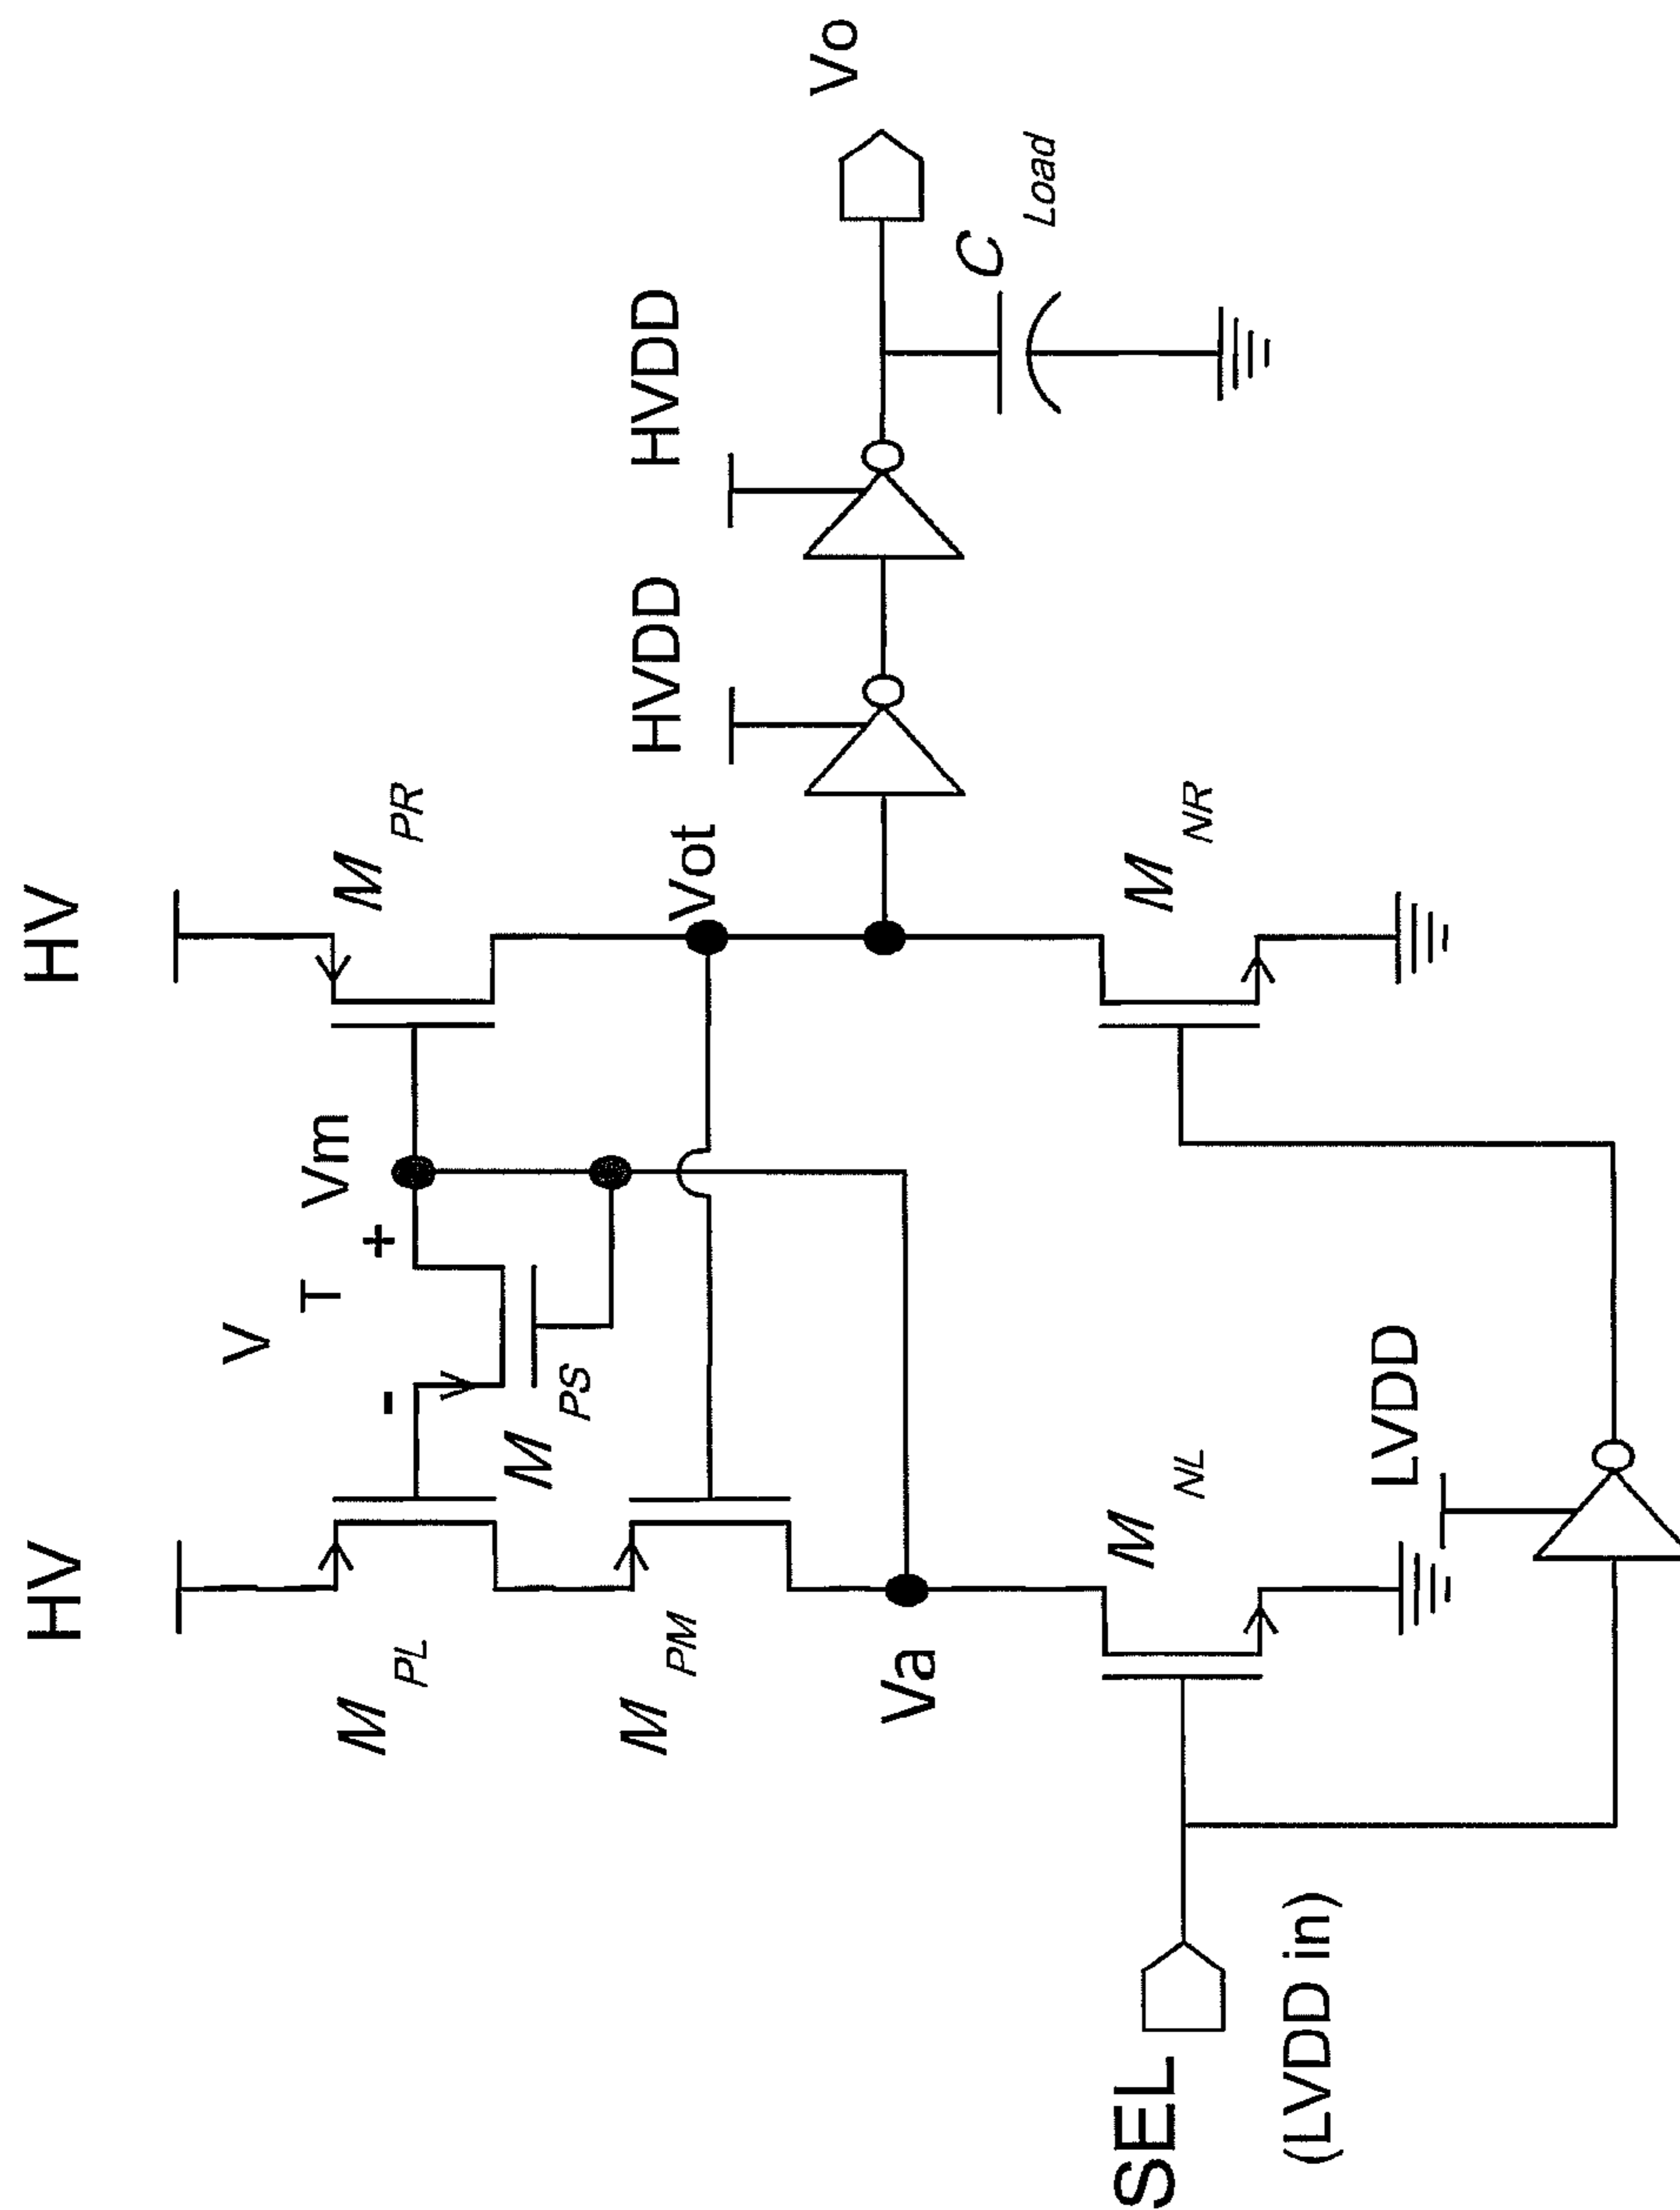 HV
HV
M PL
M PR
V T
- +
Vm
M PS
M PM
Vot
HVDD
HVDD
Vo
Va
C Load
SEL
M NL
M NR
(LVDD in)
LVDD